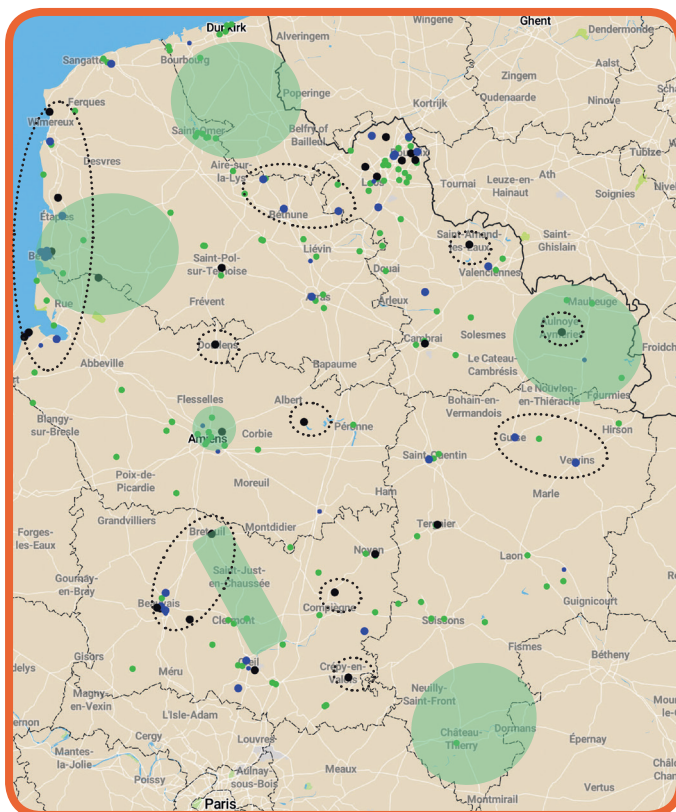 Dunkirk
Wingene
Ghent
Alveringem
Dendermonde
Sangatte
Bourbourg
Aalst
Zingem
Poperinge
Kortrijk
Oudenaarde
Ninove
Ferques
Wimereux
Saint-Omer
Belfry of
Bailleul
Desvres
Aire-sur-
la-Lys
Tournai
Leuze-en-
Hainaut
Ath
Tubize
Soignies
Étaples
Béthune
Saint-Amand-
les-Eaux
Saint-
Ghislain
Liévin
Saint-Pol-
sur-Ternoise
Douai
Valenciennes
Rue
Frévent
Arras
Arleux
Maubeuge
Aulnoye-
Aymeries
Solesmes
Doullens
Cambrai
Froidch
Abbeville
Bapaume
Le Cateau-
Cambrésis
Le Nouvion-
en-Thiérache
Fourmies
Flesselles
Albert
Bohain-en-
Vermandois
Blangy-
sur-Bresle
Amiens
Corbie
Péronne
Hirson
Guise
Saint-Quentin
Vervins
Poix-de-
Picardie
Moreuil
Ham
Marle
Grandvilliers
Montdidier
Tergnier
Forges-
les-Eaux
Breteuil
Noyon
Laon
Gournay-
en-Bray
Saint-Just-
en-Chaussée
Beauvais
Compiègne
Guignicourt
Clermont
Soissons
Fismes
Gisors
Méru
Creil
Crépy-en-
Valois
Bétheny
Neuilly-
Saint-Front
Magny-
en-Vexin
L'Isle-Adam
Cergy
Louvres
Château-
Thierry
Dormans
Épernay
Mantes-
la-Jolie
Poissy
Aulnay-
sous-Bois
Meaux
Vertus
Paris
Montmirail